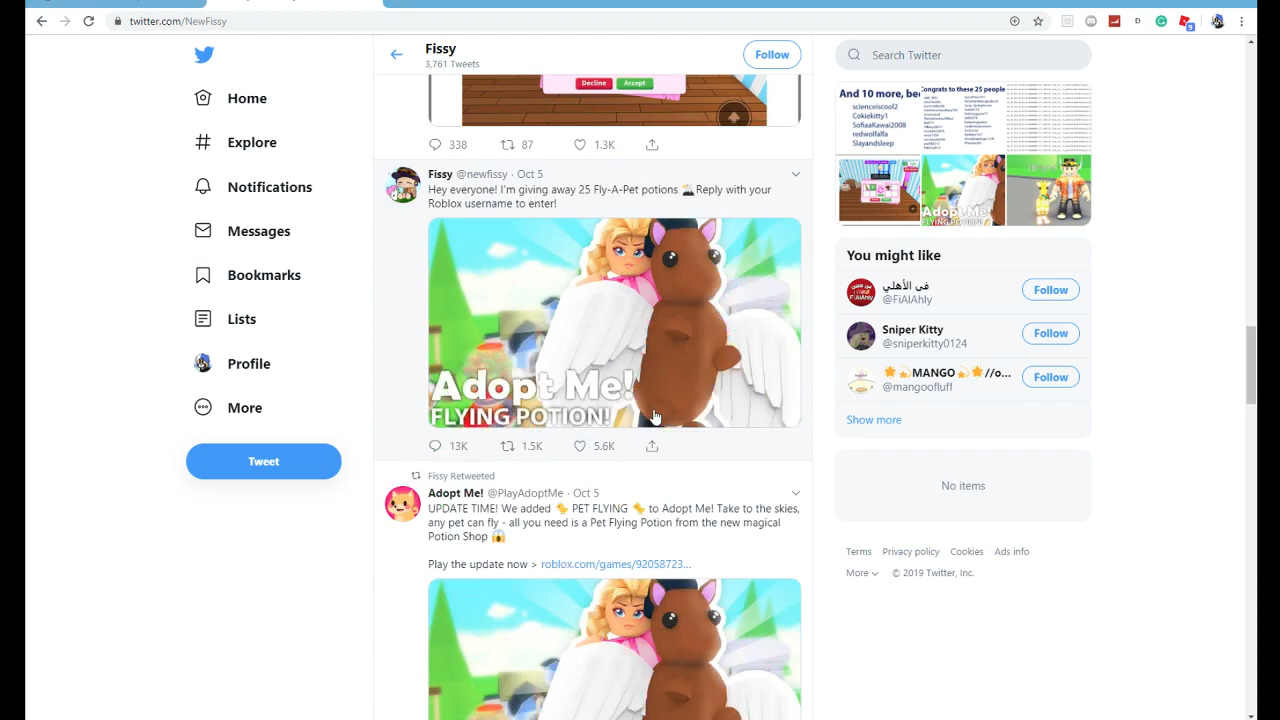 twitter.com/NewFissy
9
Home
Explore
Notifications
Messages
Bookmarks
Lists
Profile
More
Tweet
Fissy
3,761 Tweets
Follow
Decline
Accept
87
1.3K
Fissy @newfissy · Oct 5
Hey everyone! I'm giving away 25 Fly-A-Pet potions Reply with your
Roblox username to enter!
Adopt Me!
FLYING POTION!
13K
1.5K
5.6K
Fissy Retweeted
Adopt Me! @PlayAdoptMe · Oct 5
UPDATE TIME! We added 🐤 PET FLYING 🐤 to Adopt Me! Take to the skies,
any pet can fly - all you need is a Pet Flying Potion from the new magical
Potion Shop 😱
Play the update now > roblox.com/games/92058723...
Search Twitter
And 10 more, be
scienceiscool2
Cokiekitty1
SofiaaKawai2008
redwolfalfa
Slayandsleep
Congrats to these 25 people
Adopt Me!
FLYING POTION!
You might like
في الأهلي
@FiAlAhly
Follow
Sniper Kitty
@sniperkitty0124
Follow
🌟💫MANGO💫🌟//o...
@mangoofluff
Follow
Show more
No items
Terms Privacy policy Cookies Ads info
More © 2019 Twitter, Inc.